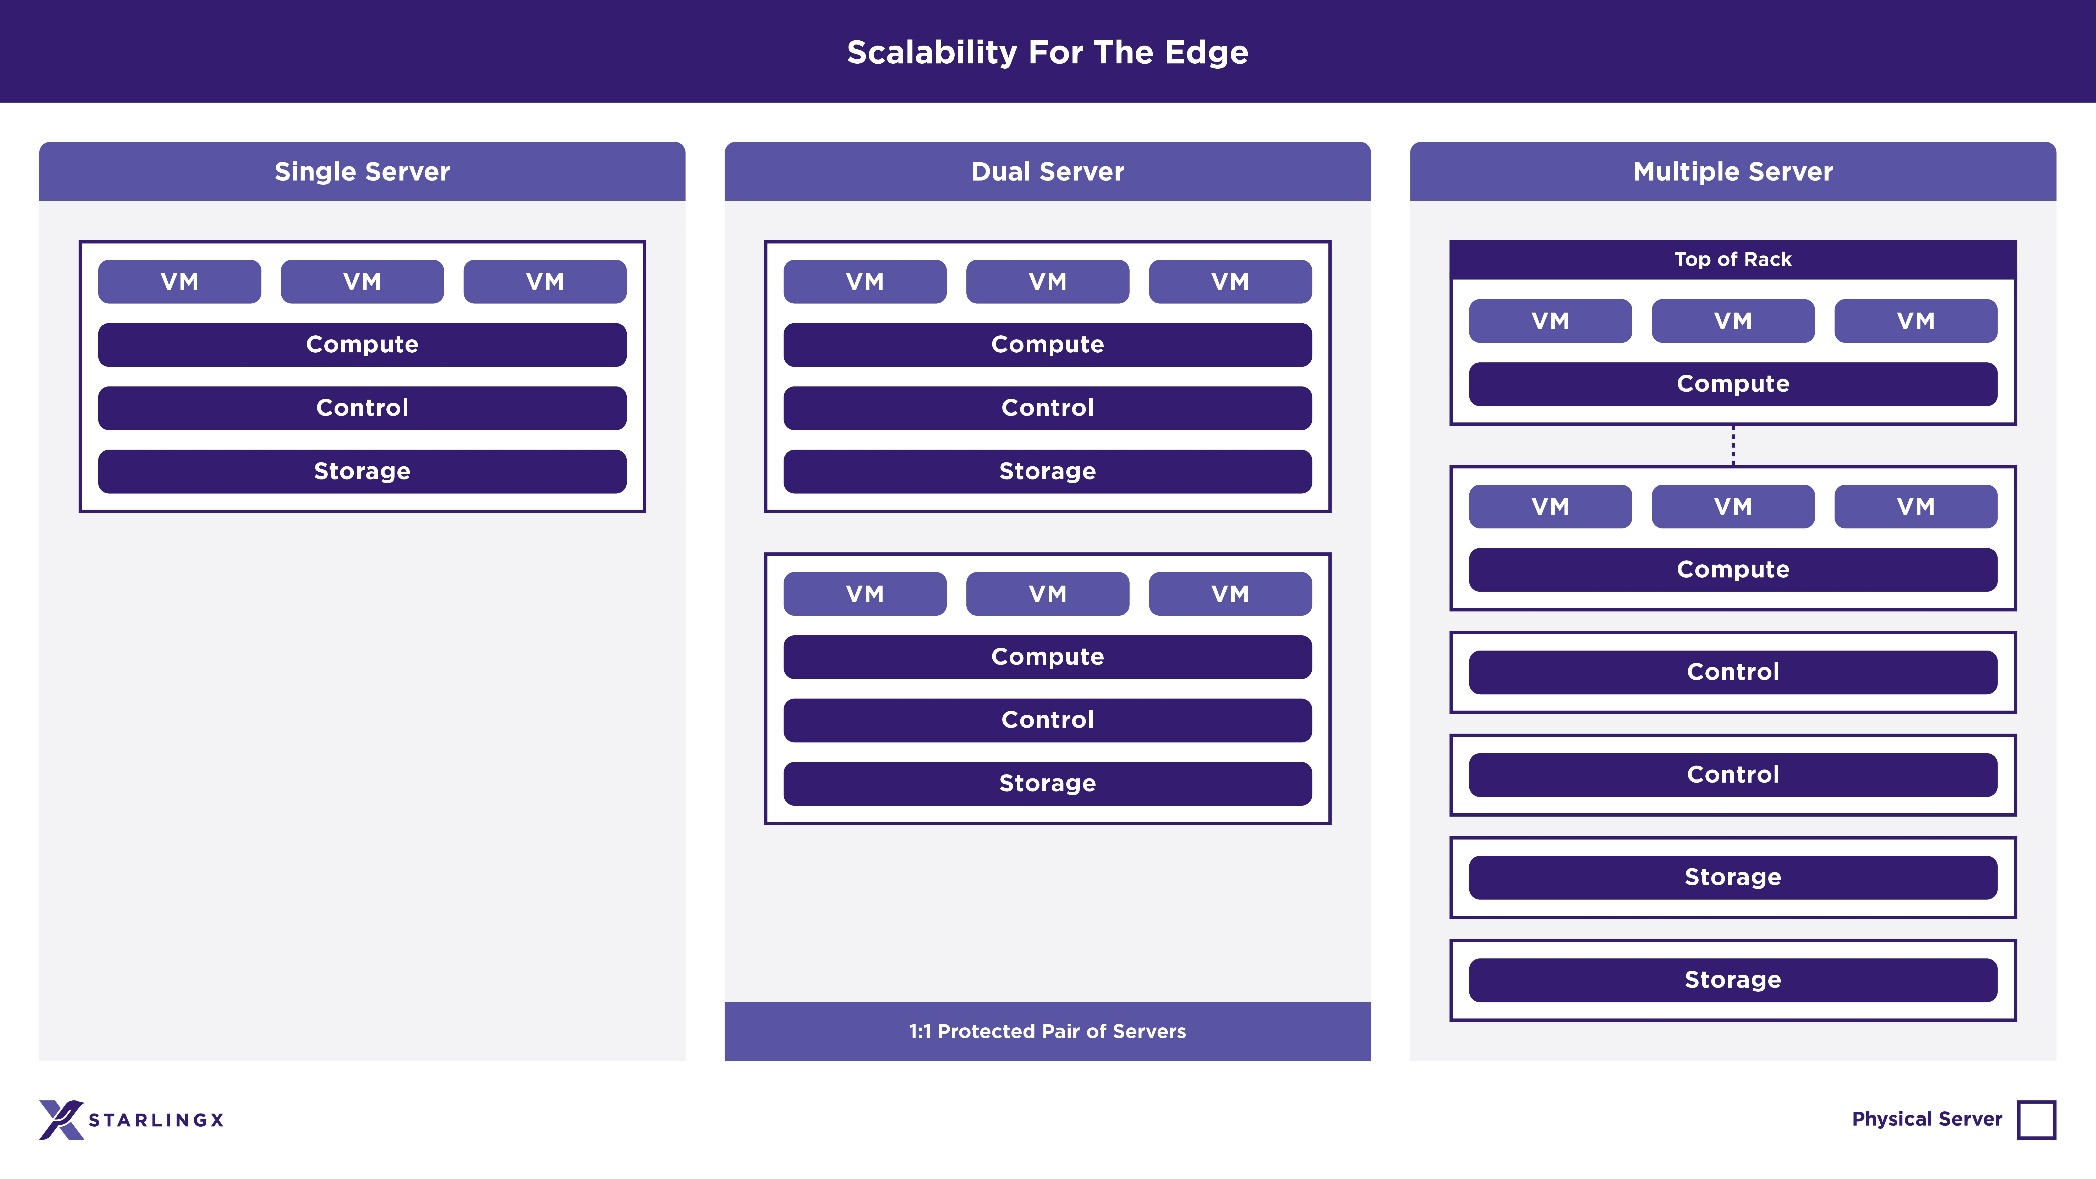 Scalability For The Edge
Single Server
VM VM VM
Compute
Control
Storage
Dual Server
VM VM VM
Compute
Control
Storage
VM VM VM
Compute
Control
Storage
1:1 Protected Pair of Servers
Multiple Server
Top of Rack
VM VM VM
Compute
VM VM VM
Compute
Control
Control
Storage
Storage
STARLINGX
Physical Server